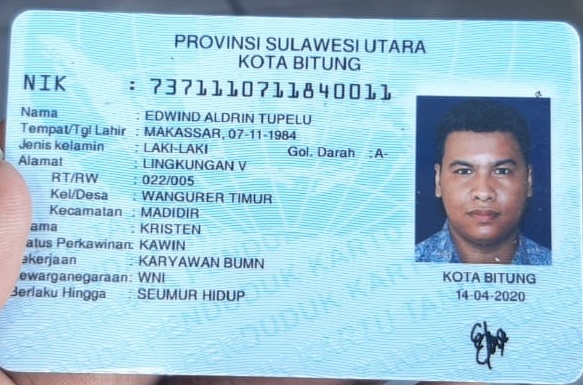 PROVINSI SULAWESI UTARA
KOTA BITUNG
NIK : 7371110711840011
Nama : EDWIND ALDRIN TUPELU
Tempat/Tgl Lahir : MAKASSAR, 07-11-1984
Jenis kelamin : LAKI-LAKI Gol. Darah :A-
Alamat : LINGKUNGAN V
RT/RW : 022/005
Kel/Desa : WANGURER TIMUR
Kecamatan : MADIDIR
ama : KRISTEN
atus Perkawinan: KAWIN
ekerjaan : KARYAWAN BUMN
ewarganegaraan: WNI
Berlaku Hingga : SEUMUR HIDUP
KOTA BITUNG
14-04-2020